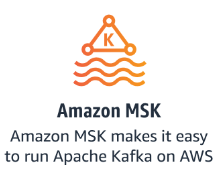 K
Amazon MSK
Amazon MSK makes it easy
to run Apache Kafka on AWS